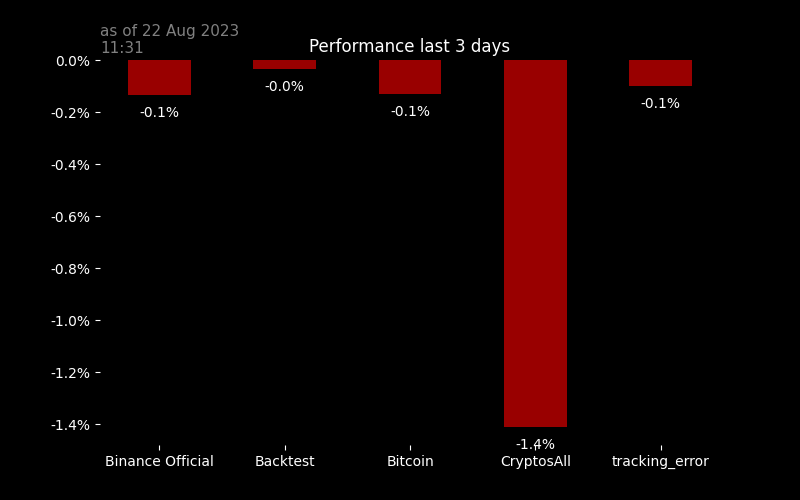 as of 22 Aug 2023
11:31
Performance last 3 days
0.0%
-0.2%
-0.4%
-0.6%
-0.8%
-1.0%
-1.2%
-1.4%
-0.1%
-0.0%
-0.1%
-1.4%
-0.1%
Binance Official
Backtest
Bitcoin
CryptosAll
tracking_error